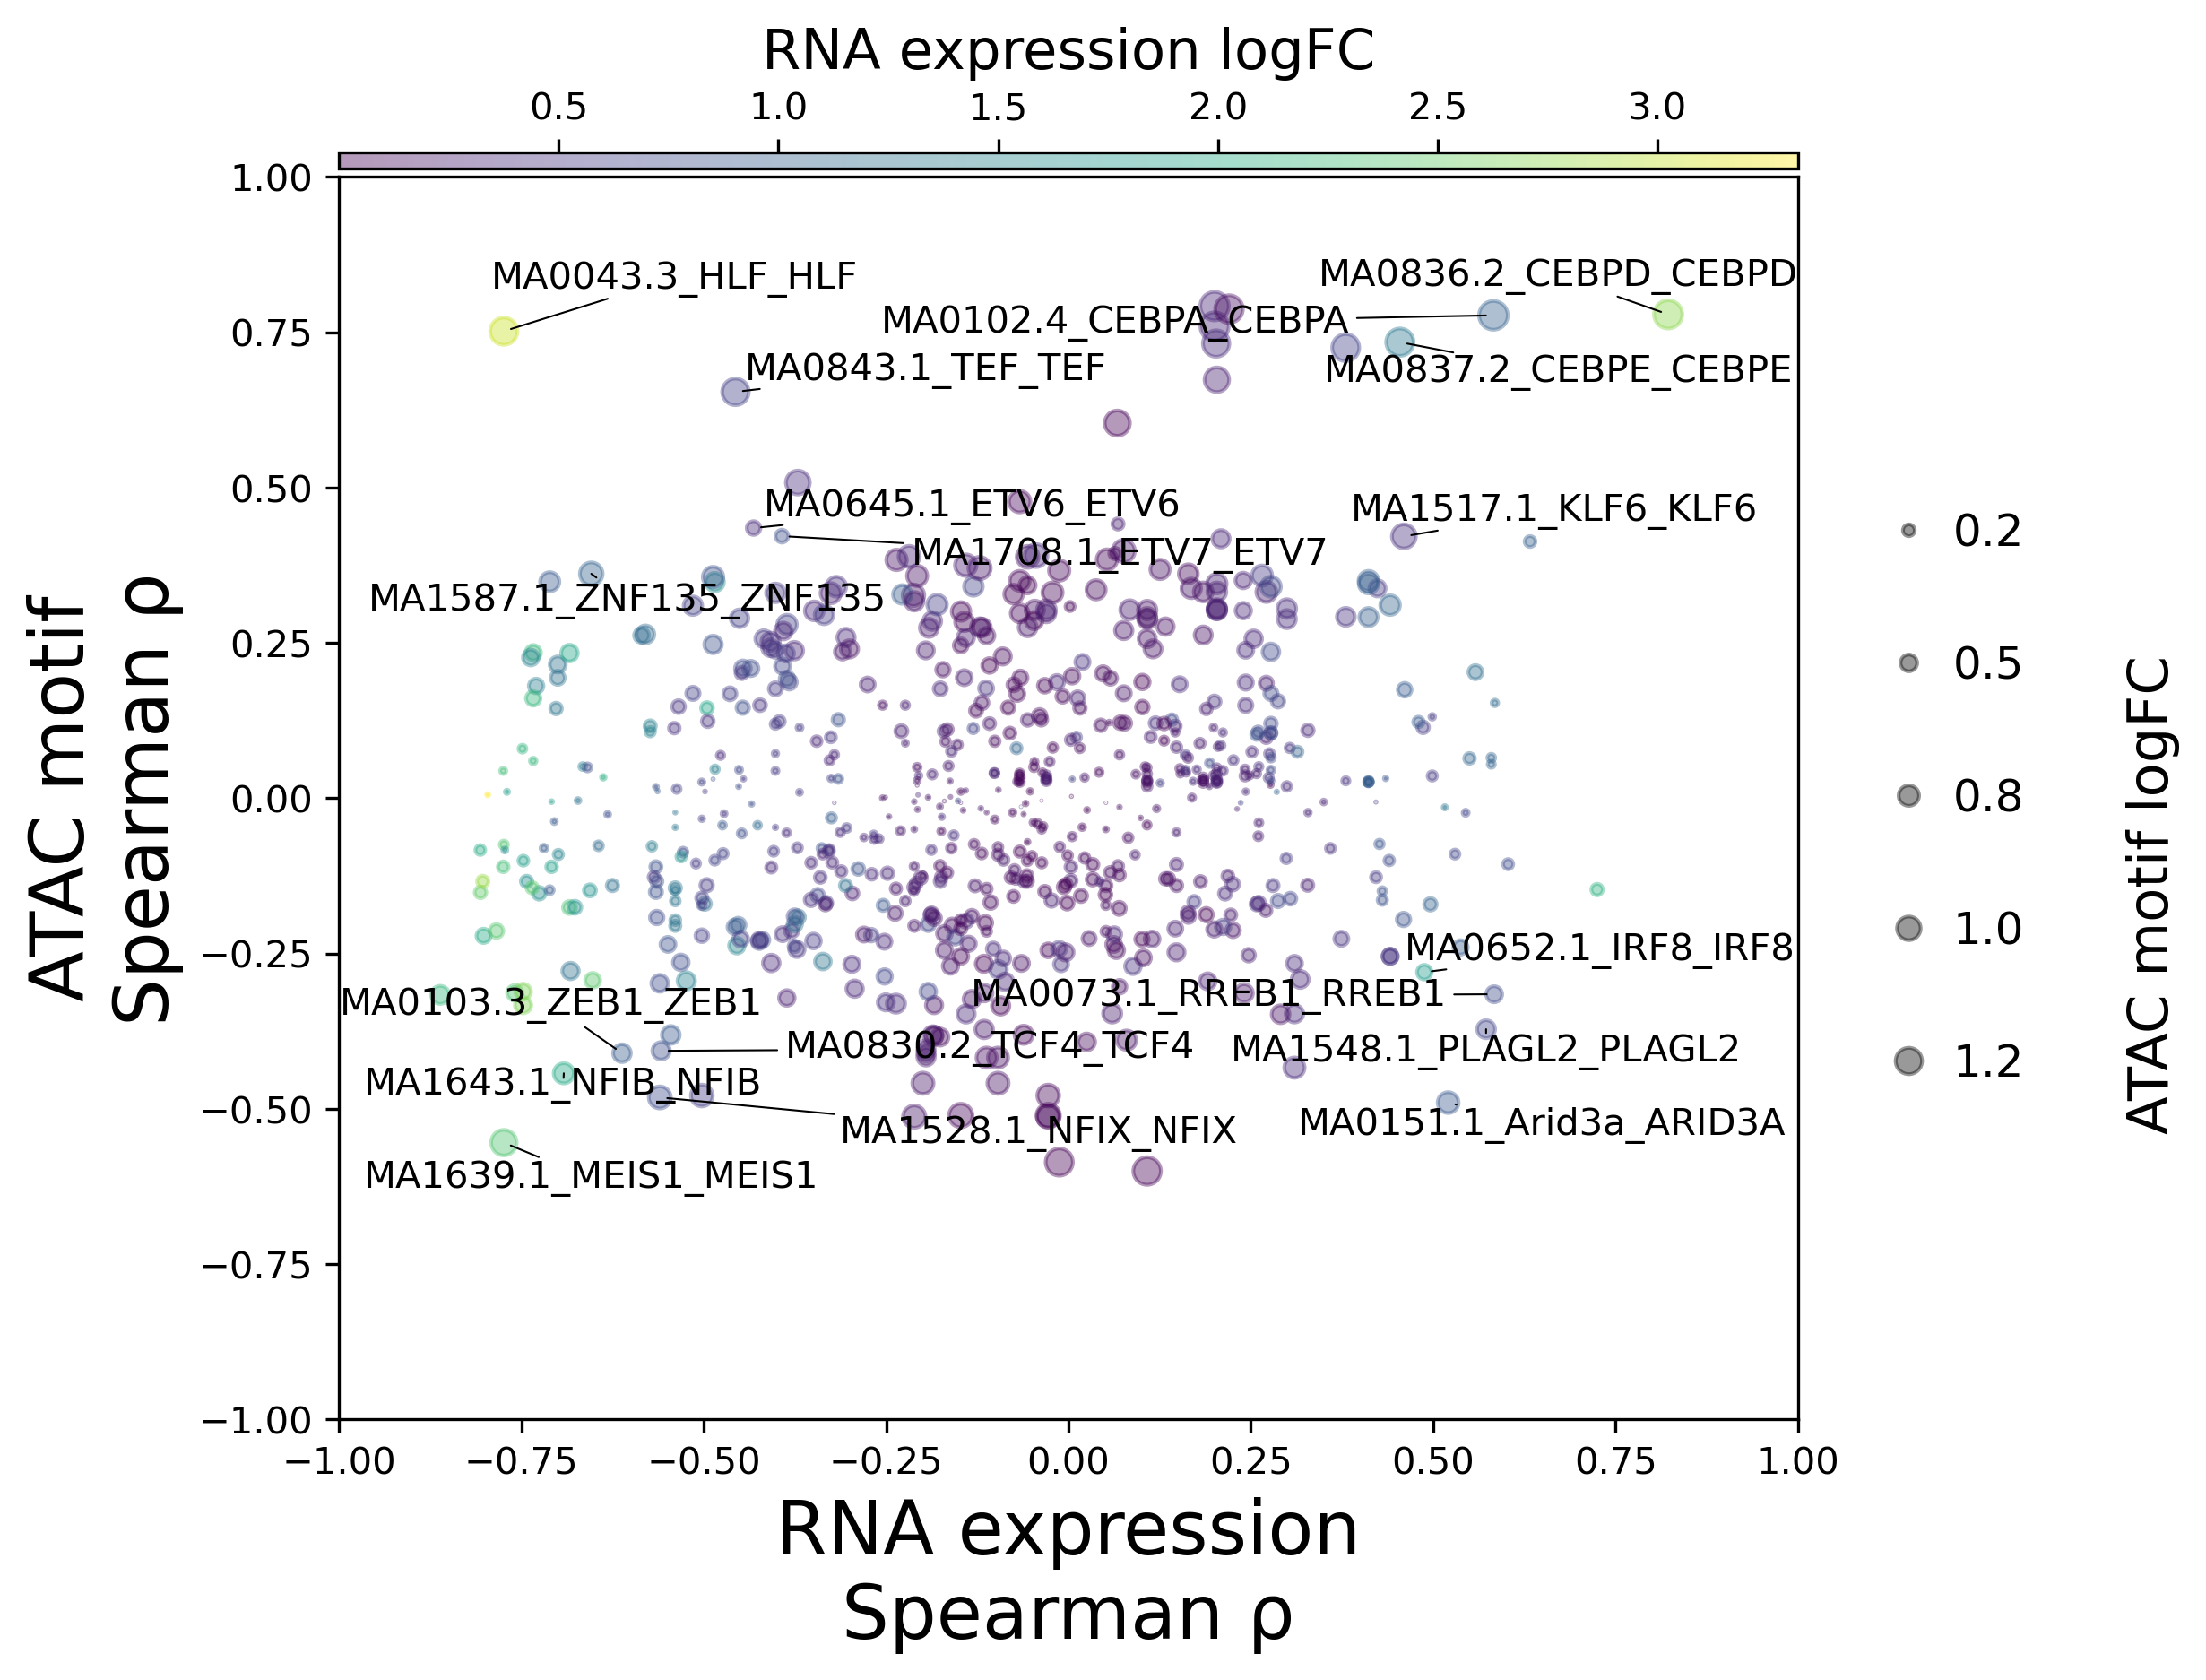 RNA expression logFC
0.5 1.0 1.5 2.0 2.5 3.0
1.00
0.75
0.50
0.25
0.00
−0.25
−0.50
−0.75
−1.00
ATAC motif
Spearman ρ
MA0043.3_HLF_HLF
MA0836.2_CEBPD_CEBPD
MA0102.4_CEBPA_CEBPA
MA0843.1_TEF_TEF
MA0837.2_CEBPE_CEBPE
MA0645.1_ETV6_ETV6
MA1517.1_KLF6_KLF6
MA1708.1_ETV7_ETV7
MA1587.1_ZNF135_ZNF135
MA0652.1_IRF8_IRF8
MA0073.1_RREB1_RREB1
MA0103.3_ZEB1_ZEB1
MA0830.2_TCF4_TCF4
MA1548.1_PLAGL2_PLAGL2
MA1643.1_NFIB_NFIB
MA0151.1_Arid3a_ARID3A
MA1528.1_NFIX_NFIX
MA1639.1_MEIS1_MEIS1
−1.00 −0.75 −0.50 −0.25 0.00 0.25 0.50 0.75 1.00
RNA expression
Spearman ρ
0.2
0.5
0.8
1.0
1.2
ATAC motif logFC